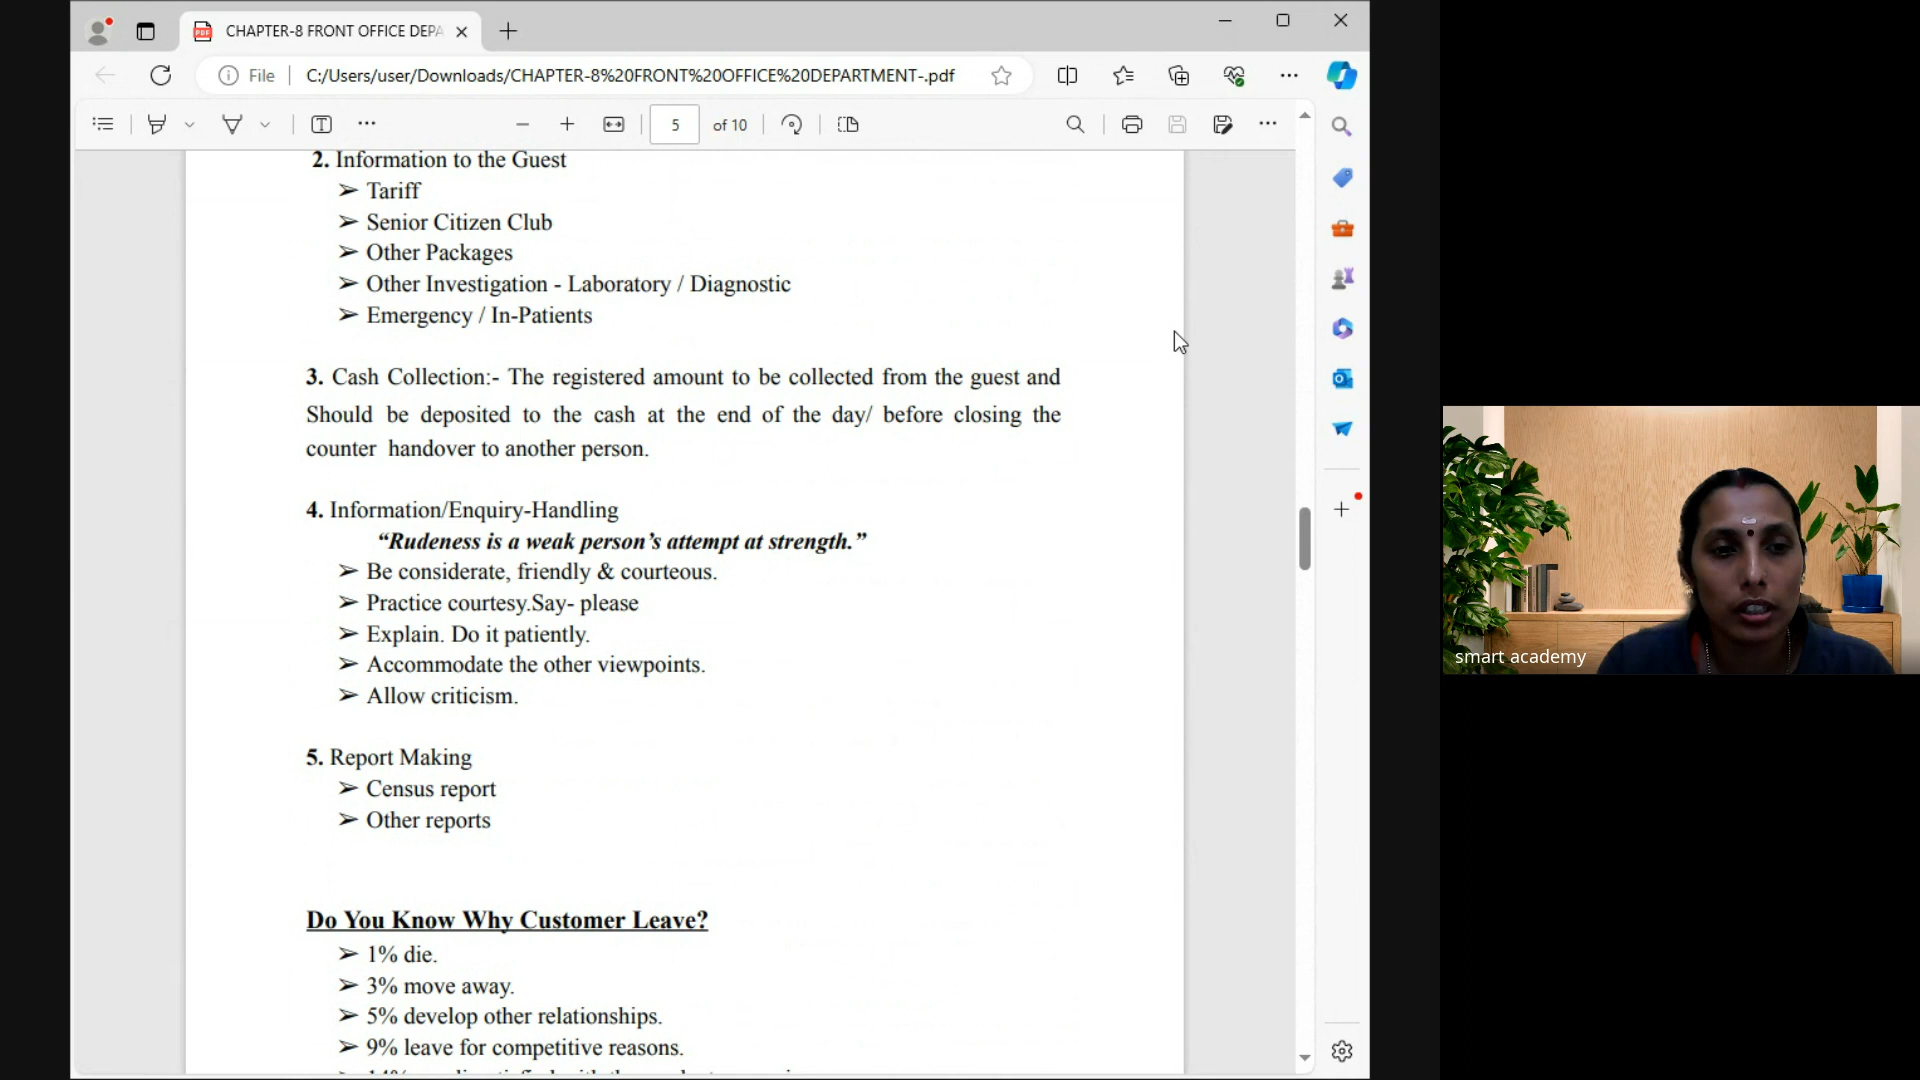 CHAPTER-8 FRONT OFFICE DEPA
File
C:/Users/user/Downloads/CHAPTER-8%20FRONT%20OFFICE%20DEPARTMENT-.pdf
5 of 10
2. Information to the Guest
➢ Tariff
➢ Senior Citizen Club
➢ Other Packages
➢ Other Investigation - Laboratory / Diagnostic
➢ Emergency / In-Patients
3. Cash Collection:- The registered amount to be collected from the guest and
Should be deposited to the cash at the end of the day/ before closing the
counter handover to another person.
4. Information/Enquiry-Handling
“Rudeness is a weak person’s attempt at strength.”
➢ Be considerate, friendly & courteous.
➢ Practice courtesy.Say- please
➢ Explain. Do it patiently.
➢ Accommodate the other viewpoints.
➢ Allow criticism.
5. Report Making
➢ Census report
➢ Other reports
Do You Know Why Customer Leave?
➢ 1% die.
➢ 3% move away.
➢ 5% develop other relationships.
➢ 9% leave for competitive reasons.
smart academy